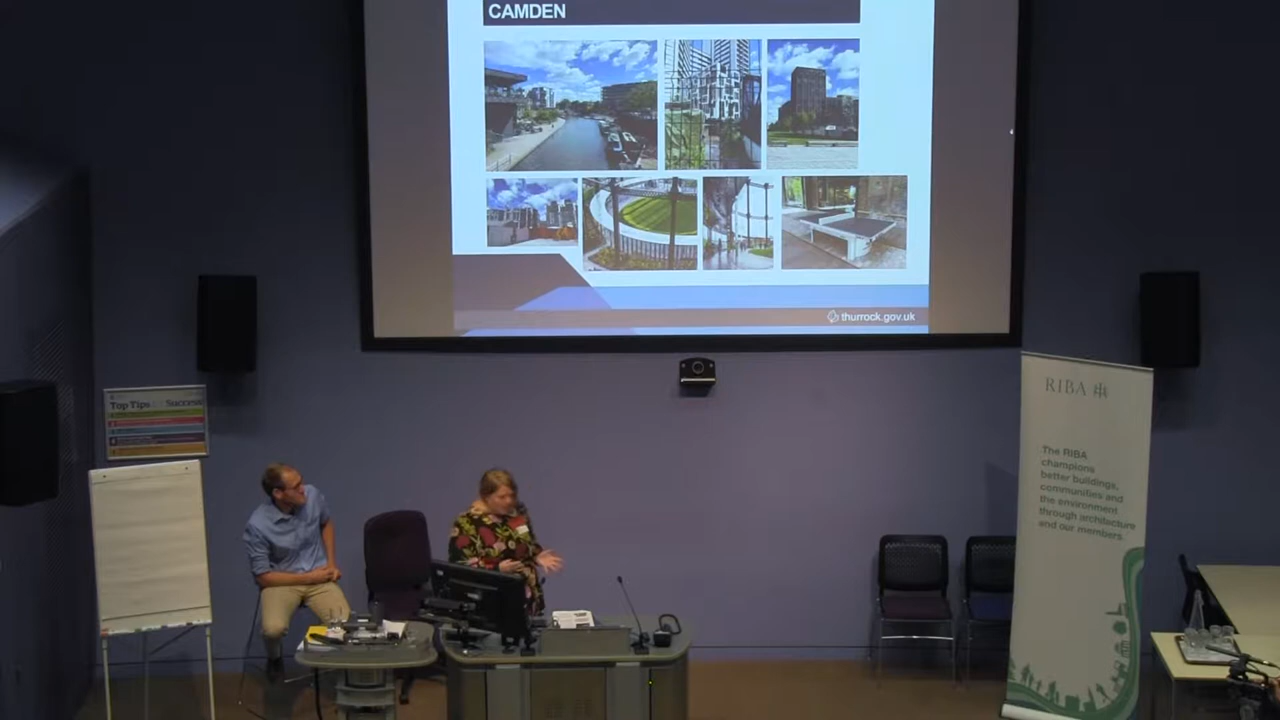 CAMDEN
thurrock.gov.uk
Top Tips for Success
RIBA
The RIBA
champions
better buildings,
communities and
the environment
through architecture
and our members.